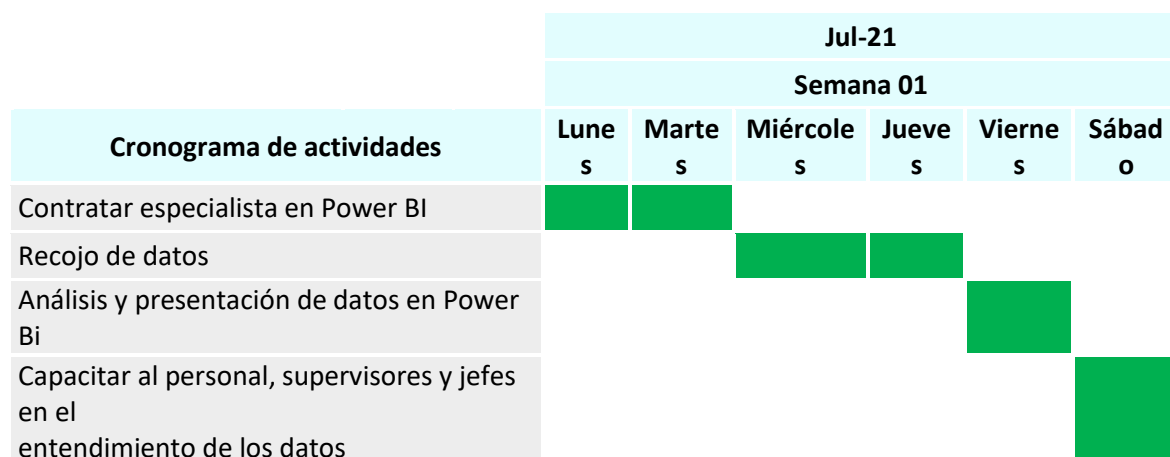 Jul-21
Semana 01
Cronograma de actividades
Lune
s
Marte
s
Miércole
s
Jueve
s
Vierne
s
Sábad
o
Contratar especialista en Power BI
Recojo de datos
Análisis y presentación de datos en Power
Bi
Capacitar al personal, supervisores y jefes
en el
entendimiento de los datos